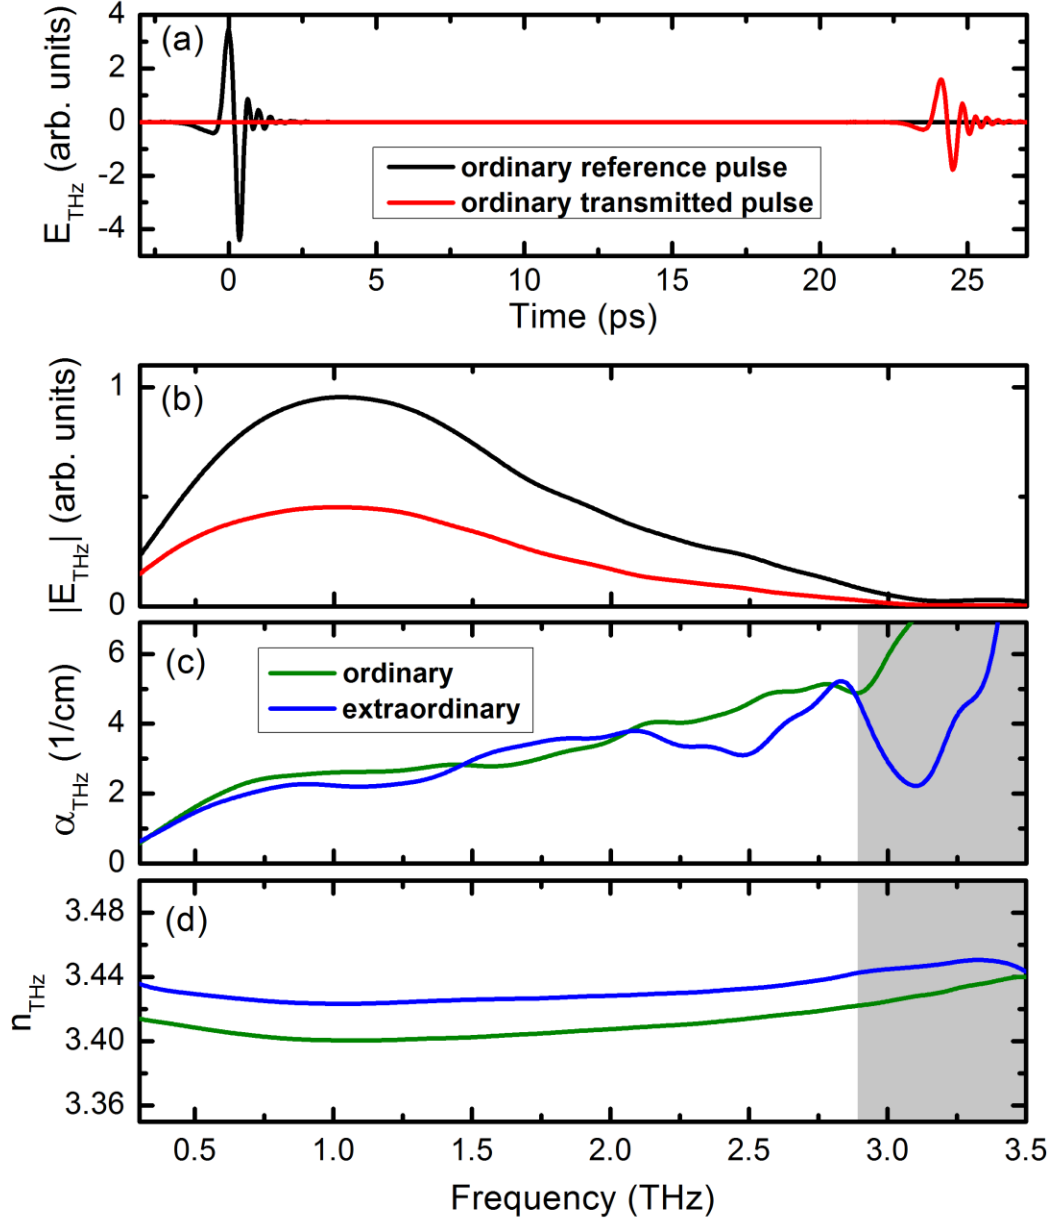 (a)
4
2
0
-2
-4
E_THz (arb. units)
ordinary reference pulse
ordinary transmitted pulse
0 5 10 15 20 25
Time (ps)
(b)
1
0
|E_THz| (arb. units)
(c)
6
4
2
0
α_THz (1/cm)
ordinary
extraordinary
(d)
3.48
3.44
3.40
3.36
n_THz
0.5 1.0 1.5 2.0 2.5 3.0 3.5
Frequency (THz)